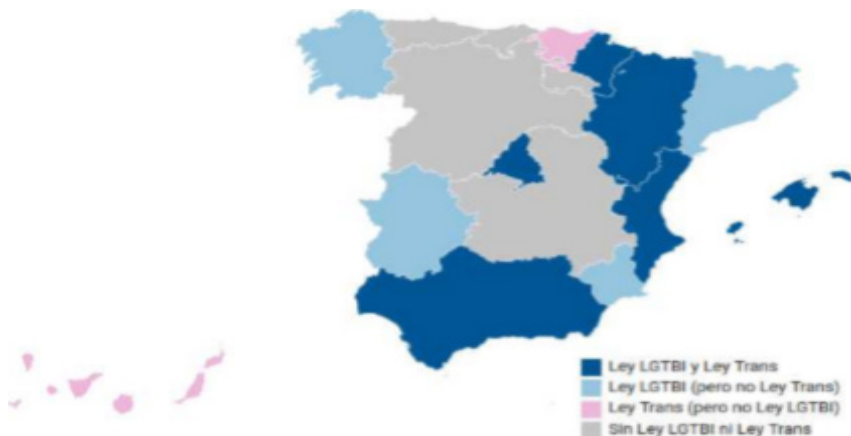 Ley LGTBI y Ley Trans
Ley LGTBI (pero no Ley Trans)
Ley Trans (pero no Ley LGTBI)
Sin Ley LGTBI ni Ley Trans